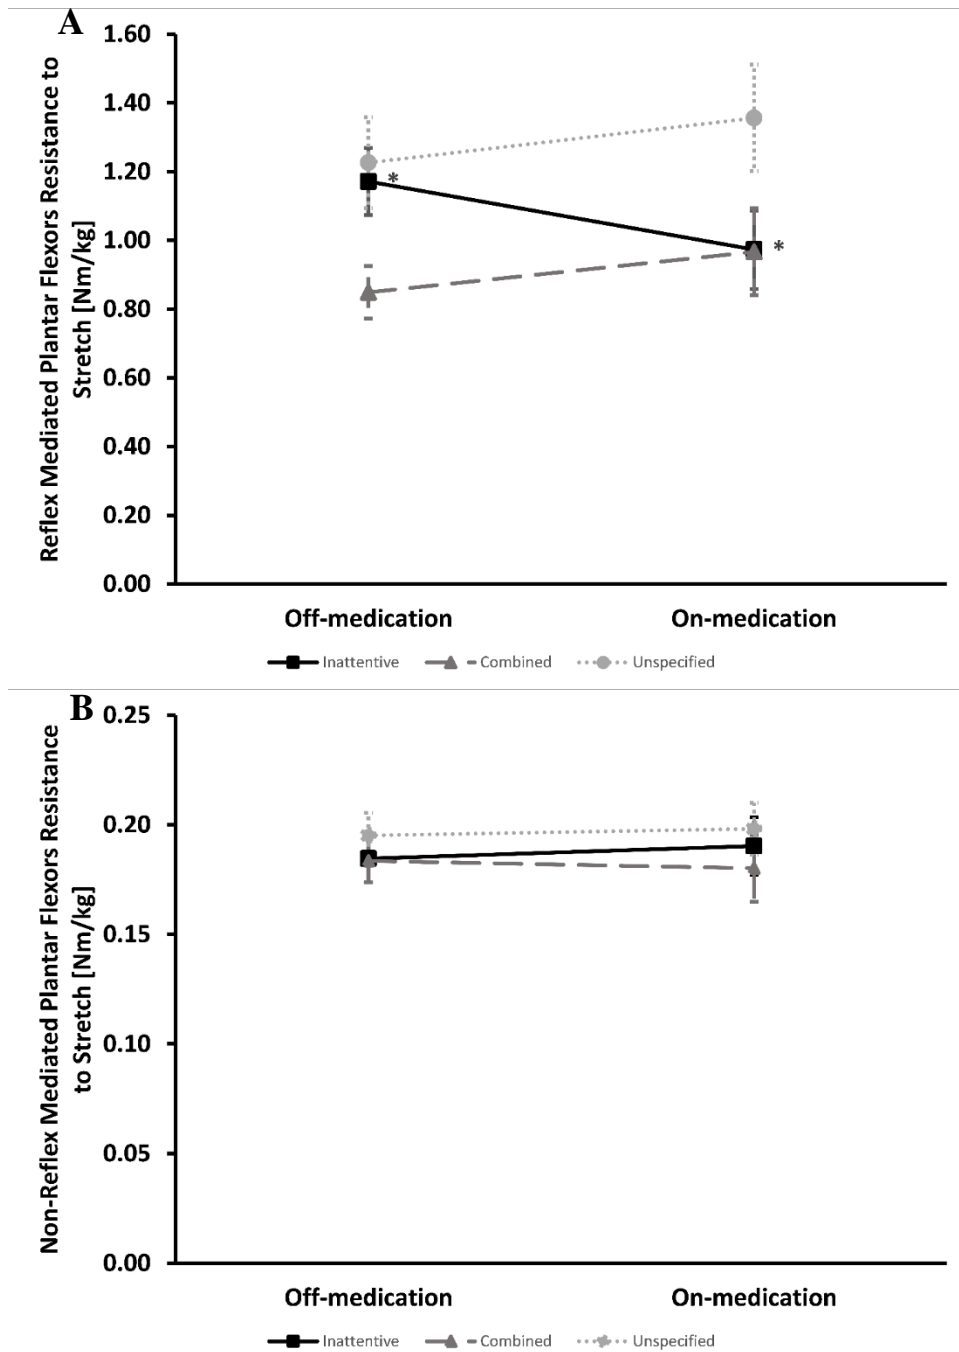 A
Reflex Mediated Plantar Flexors Resistance to
Stretch [Nm/kg]
1.60
1.40
1.20
1.00
0.80
0.60
0.40
0.20
0.00
*
*
Off-medication On-medication
Inattentive Combined Unspecified
B
Non-Reflex Mediated Plantar Flexors Resistance
to Stretch [Nm/kg]
0.25
0.20
0.15
0.10
0.05
0.00
Off-medication On-medication
Inattentive Combined Unspecified